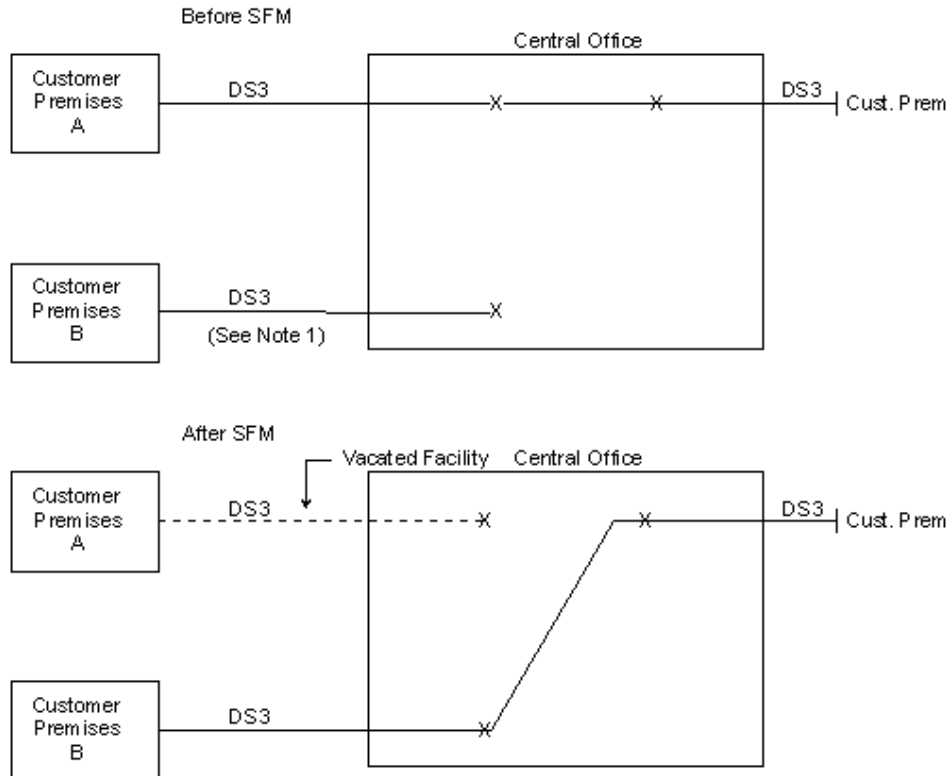 Before SFM
Central Office
Customer
Premises
A
DS3
X
X
DS3
Cust. Prem
Customer
Premises
B
DS3
(See Note 1)
X
After SFM
Vacated Facility
Central Office
Customer
Premises
A
DS3
X
X
DS3
Cust. Prem
Customer
Premises
B
DS3
X